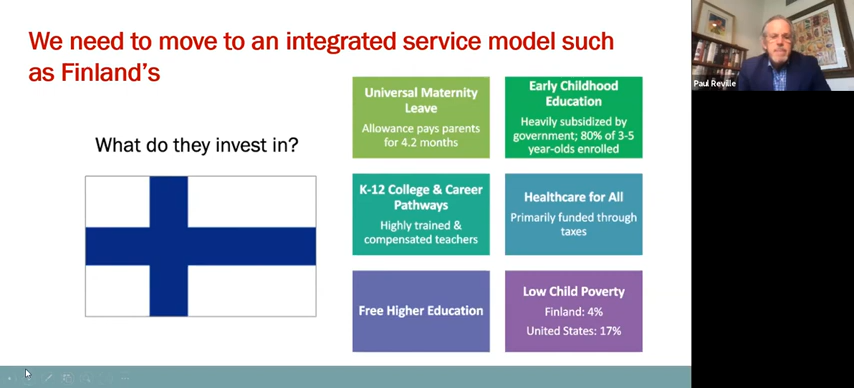 We need to move to an integrated service model such
as Finland's
What do they invest in?
Universal Maternity
Leave
Allowance pays parents
for 4.2 months
Early Childhood
Education
Heavily subsidized by
government; 80% of 3-5
year-olds enrolled
K-12 College & Career
Pathways
Highly trained &
compensated teachers
Healthcare for All
Primarily funded through
taxes
Free Higher Education
Low Child Poverty
Finland: 4%
United States: 17%
Paul Reville